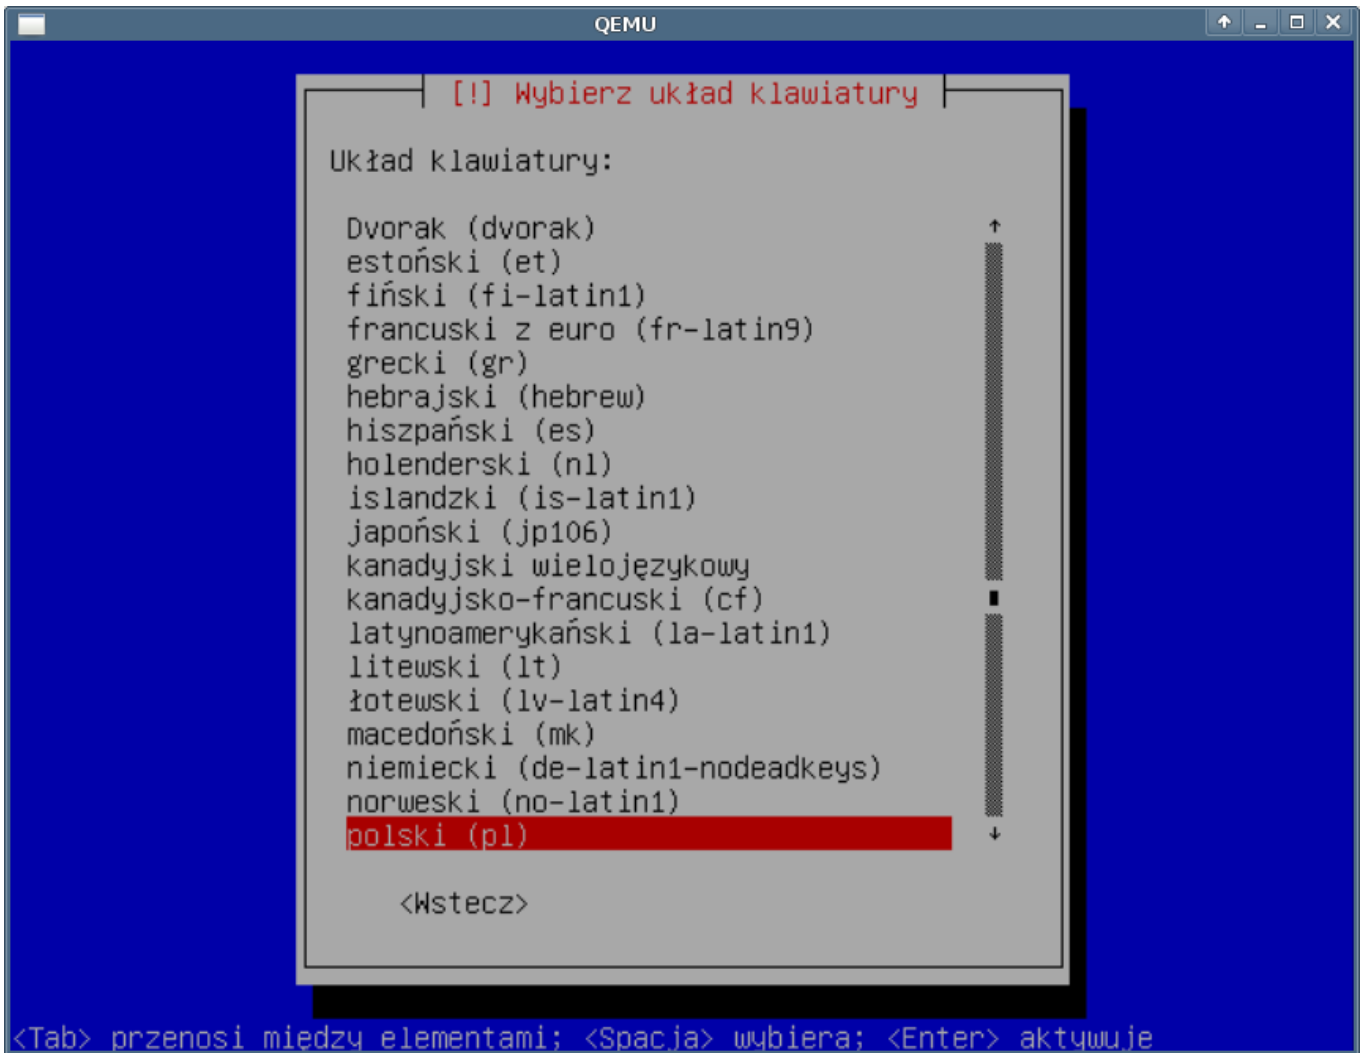 QEMU
[!] Wybierz układ klawiatury
Układ klawiatury:
Dvorak (dvorak)
estoński (et)
fiński (fi-latin1)
francuski z euro (fr-latin9)
grecki (gr)
hebrajski (hebrew)
hiszpański (es)
holenderski (nl)
islandzki (is-latin1)
japoński (jp106)
kanadyjski wielojęzykowy
kanadyjsko-francuski (cf)
latynoamerykański (la-latin1)
litewski (lt)
łotewski (lv-latin4)
macedoński (mk)
niemiecki (de-latin1-nodeadkeys)
norweski (no-latin1)
polski (pl)
<Wstecz>
<Tab> przenosi między elementami; <Spacja> wybiera; <Enter> aktywuje